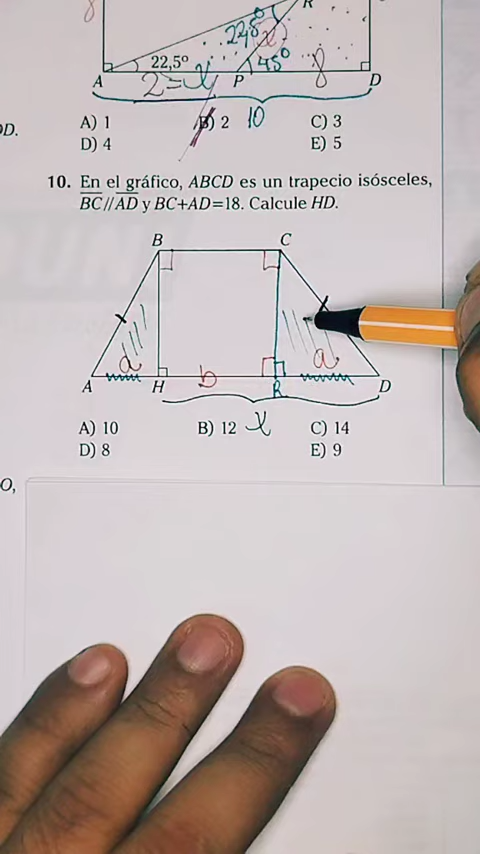 R
22,5°
x
22,5°
45°
8
2=x
A
P
D
10
D.
A) 1
B) 2
C) 3
D) 4
E) 5
10. En el gráfico, ABCD es un trapecio isósceles,
BC//AD y BC+AD=18. Calcule HD.
B
C
a
b
a
A
H
R
D
x
A) 10
B) 12
C) 14
D) 8
E) 9
O,